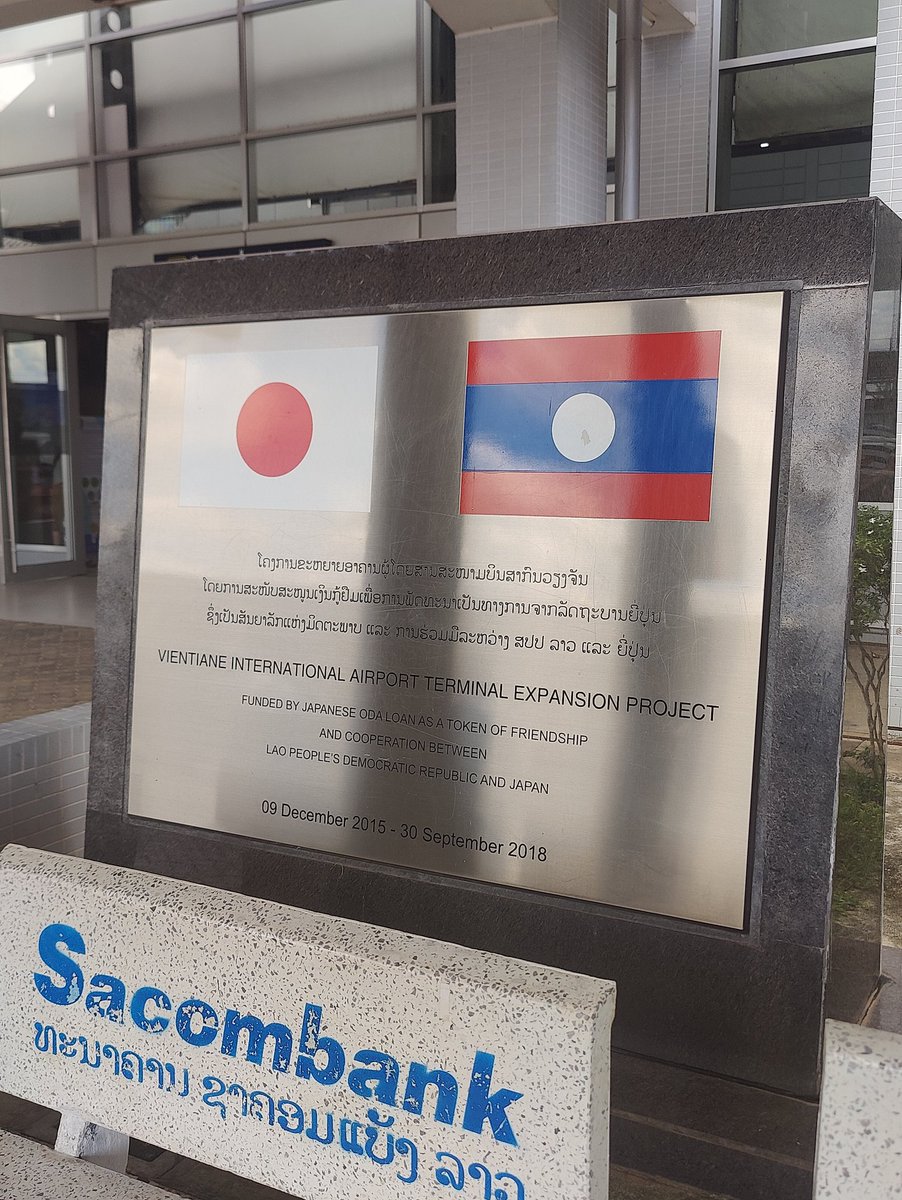 ໂຄງການຂະຫຍາຍອາຄານຜູ້ໂດຍສານສະໜາມບິນສາກົນວຽງຈັນ
ໂດຍການສະໜັບສະໜູນເງິນກູ້ຢືມເພື່ອການພັດທະນາເປັນທາງການຈາກລັດຖະບານຍີ່ປຸ່ນ
ຊຶ່ງເປັນສັນຍາລັກແຫ່ງມິດຕະພາບ ແລະ ການຮ່ວມມືລະຫວ່າງ ສປປ ລາວ ແລະ ຍີ່ປຸ່ນ
VIENTIANE INTERNATIONAL AIRPORT TERMINAL EXPANSION PROJECT
FUNDED BY JAPANESE ODA LOAN AS A TOKEN OF FRIENDSHIP
AND COOPERATION BETWEEN
LAO PEOPLE'S DEMOCRATIC REPUBLIC AND JAPAN
09 December 2015 - 30 September 2018
Saccmbank
ທະນາຄານ ຊາຄອມແບັງ ລາວ